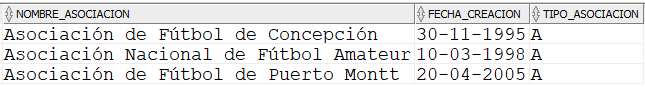 NOMBRE_ASOCIACION FECHA_CREACION TIPO_ASOCIACION
Asociación de Fútbol de Concepción 30-11-1995 A
Asociación Nacional de Fútbol Amateur 10-03-1998 A
Asociación de Fútbol de Puerto Montt 20-04-2005 A